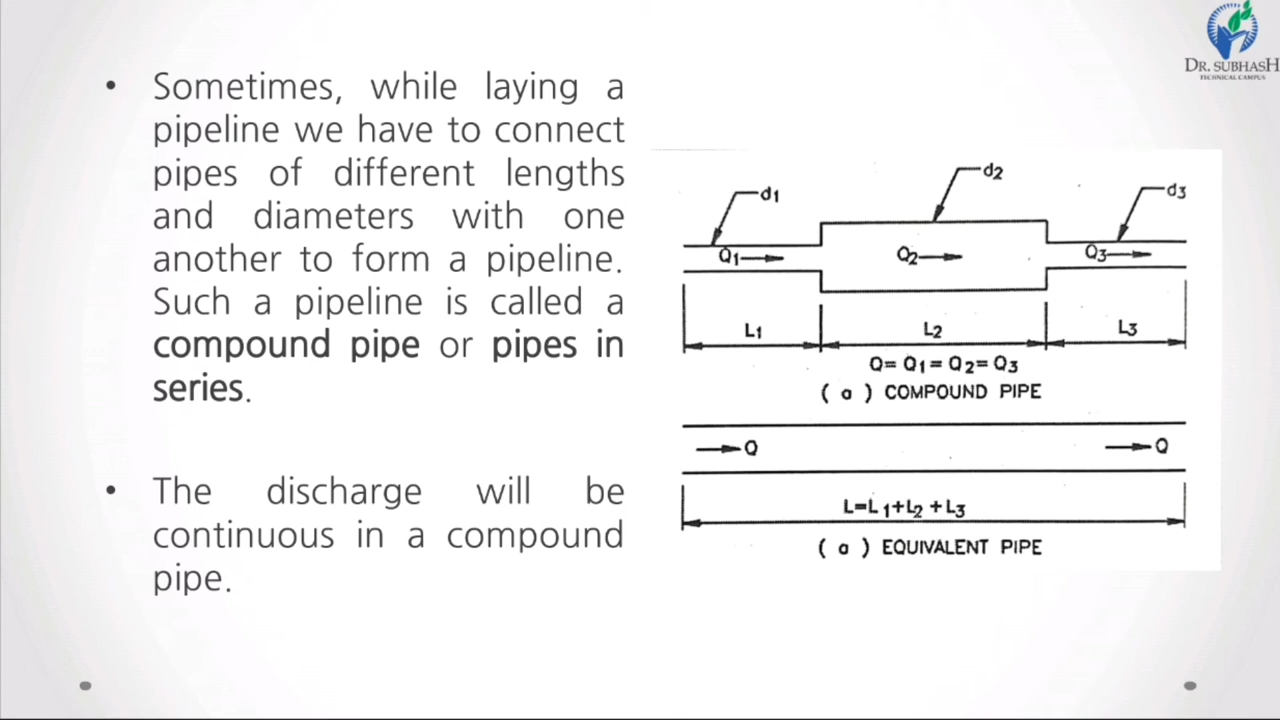 DR. SUBHASH
TECHNICAL CAMPUS
• Sometimes, while laying a
pipeline we have to connect
pipes of different lengths
and diameters with one
another to form a pipeline.
Such a pipeline is called a
compound pipe or pipes in
series.
• The discharge will be
continuous in a compound
pipe.
d1
d2
d3
Q1
Q2
Q3
L1
L2
L3
Q= Q1= Q2= Q3
( a ) COMPOUND PIPE
Q
Q
L=L1+L2+L3
( a ) EQUIVALENT PIPE